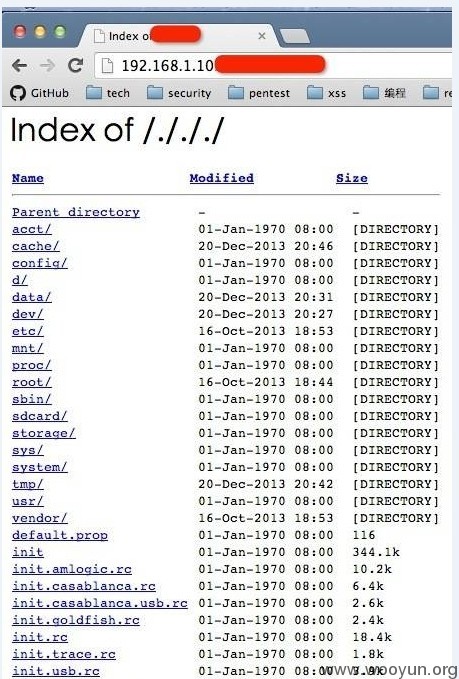 Index o
192.168.1.10
GitHub tech security pentest xss 编程 re
Index of /./././
Name Modified Size
Parent directory - -
acct/ 01-Jan-1970 08:00 [DIRECTORY]
cache/ 20-Dec-2013 20:46 [DIRECTORY]
config/ 01-Jan-1970 08:00 [DIRECTORY]
d/ 01-Jan-1970 08:00 [DIRECTORY]
data/ 20-Dec-2013 20:31 [DIRECTORY]
dev/ 20-Dec-2013 20:27 [DIRECTORY]
etc/ 16-Oct-2013 18:53 [DIRECTORY]
mnt/ 01-Jan-1970 08:00 [DIRECTORY]
proc/ 01-Jan-1970 08:00 [DIRECTORY]
root/ 16-Oct-2013 18:44 [DIRECTORY]
sbin/ 01-Jan-1970 08:00 [DIRECTORY]
sdcard/ 01-Jan-1970 08:00 [DIRECTORY]
storage/ 01-Jan-1970 08:00 [DIRECTORY]
sys/ 01-Jan-1970 08:00 [DIRECTORY]
system/ 01-Jan-1970 08:00 [DIRECTORY]
tmp/ 20-Dec-2013 20:42 [DIRECTORY]
usr/ 01-Jan-1970 08:00 [DIRECTORY]
vendor/ 16-Oct-2013 18:53 [DIRECTORY]
default.prop 01-Jan-1970 08:00 116
init 01-Jan-1970 08:00 344.1k
init.amlogic.rc 01-Jan-1970 08:00 10.2k
init.casablanca.rc 01-Jan-1970 08:00 6.4k
init.casablanca.usb.rc 01-Jan-1970 08:00 2.6k
init.goldfish.rc 01-Jan-1970 08:00 2.4k
init.rc 01-Jan-1970 08:00 18.4k
init.trace.rc 01-Jan-1970 08:00 1.8k
init.usb.rc 01-Jan-1970 08:00
www.wooyun.org